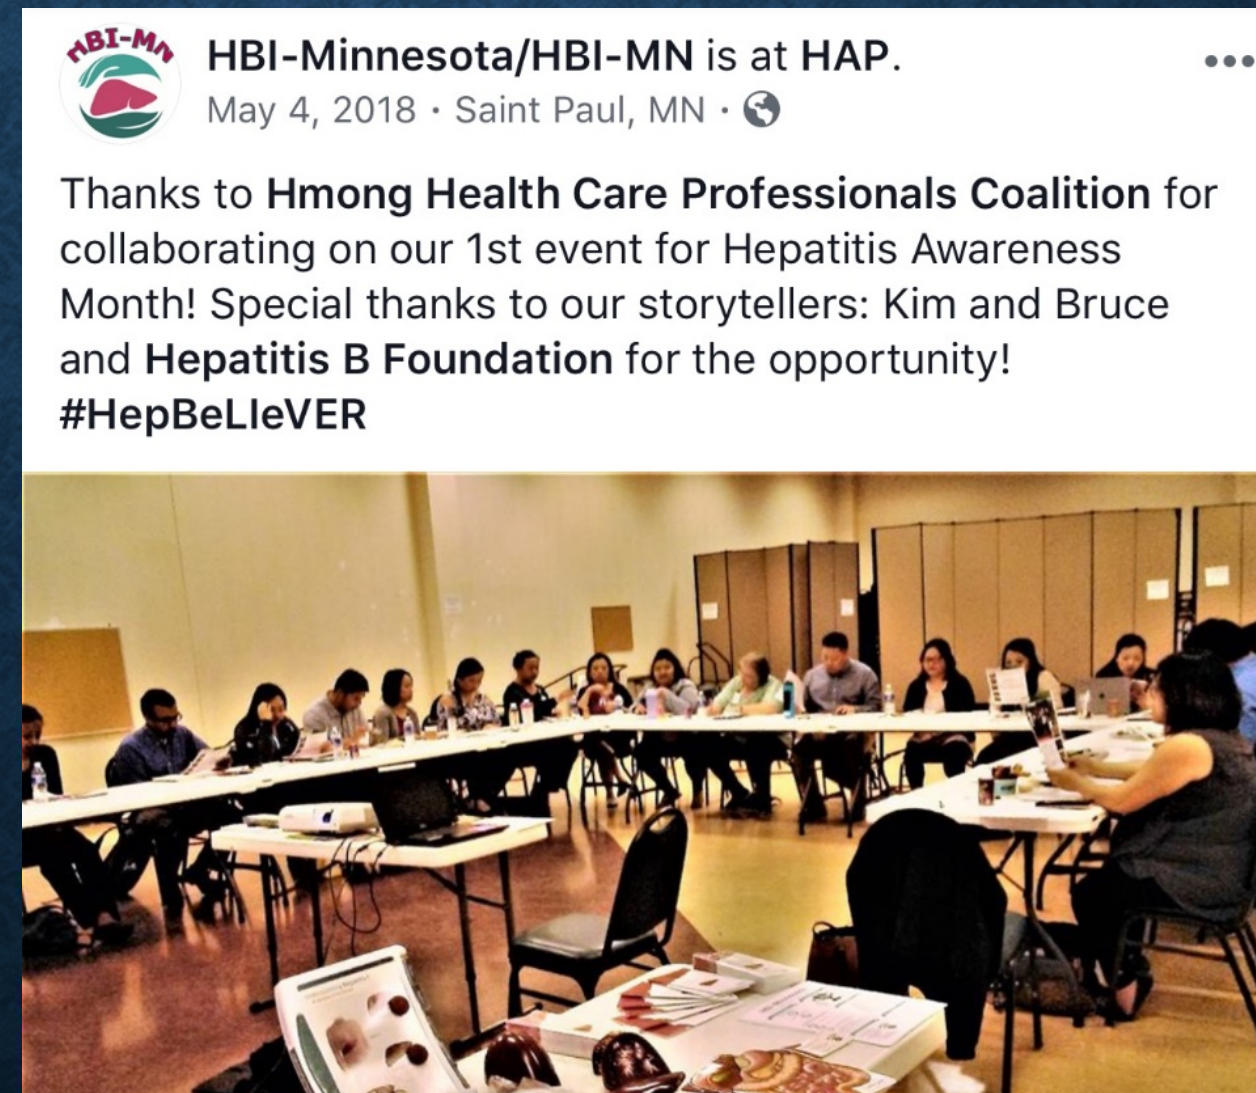 HBI-MN
HBI-Minnesota/HBI-MN is at HAP.
May 4, 2018 · Saint Paul, MN ·
Thanks to Hmong Health Care Professionals Coalition for
collaborating on our 1st event for Hepatitis Awareness
Month! Special thanks to our storytellers: Kim and Bruce
and Hepatitis B Foundation for the opportunity!
#HepBeLIeVER